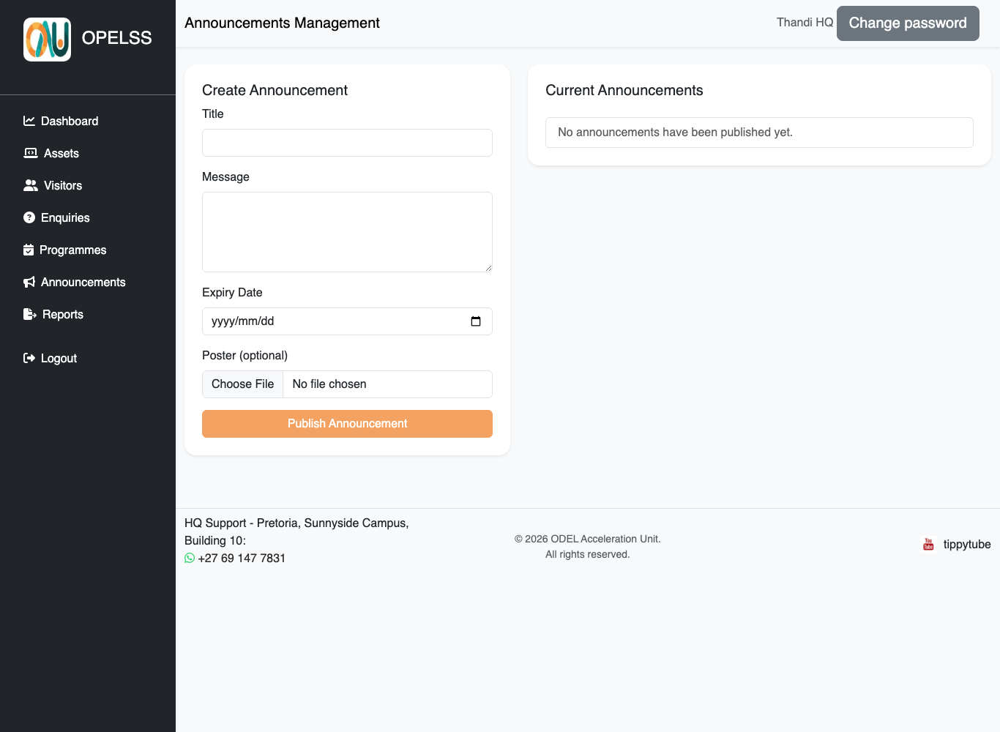 OPELSS
Dashboard
Assets
Visitors
Enquiries
Programmes
Announcements
Reports
Logout
Announcements Management
Thandi HQ
Change password
Create Announcement
Title
Message
Expiry Date
yyyy/mm/dd
Poster (optional)
Choose File
No file chosen
Publish Announcement
Current Announcements
No announcements have been published yet.
HQ Support - Pretoria, Sunnyside Campus,
Building 10:
+27 69 147 7831
© 2026 ODEL Acceleration Unit.
All rights reserved.
You
Tube
tippytube